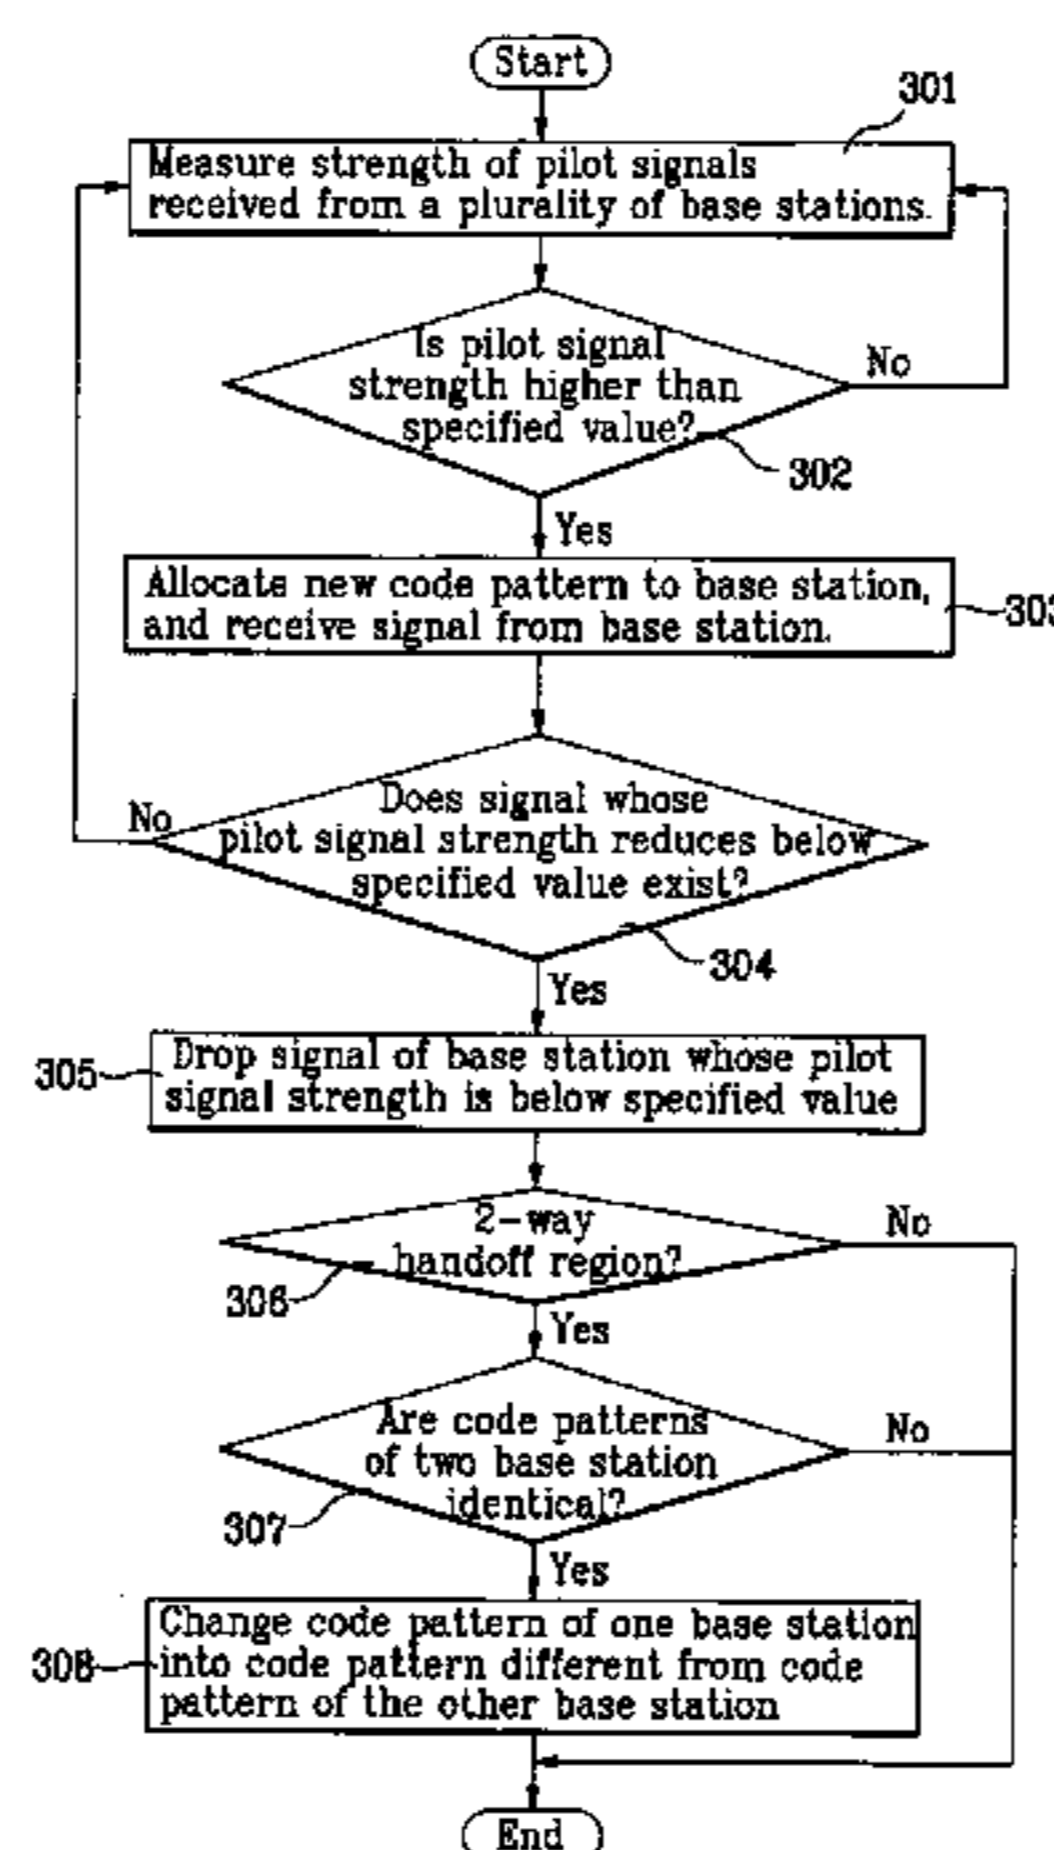 Start
301
Measure strength of pilot signals
received from a plurality of base stations.
Is pilot signal
strength higher than
specified value?
No
302
Yes
Allocate new code pattern to base station,
and receive signal from base station.
303
No
Does signal whose
pilot signal strength reduces below
specified value exist?
304
Yes
305
Drop signal of base station whose pilot
signal strength is below specified value
2-way
handoff region?
No
306
Yes
Are code patterns
of two base station
identical?
No
307
Yes
308
Change code pattern of one base station
into code pattern different from code
pattern of the other base station
End